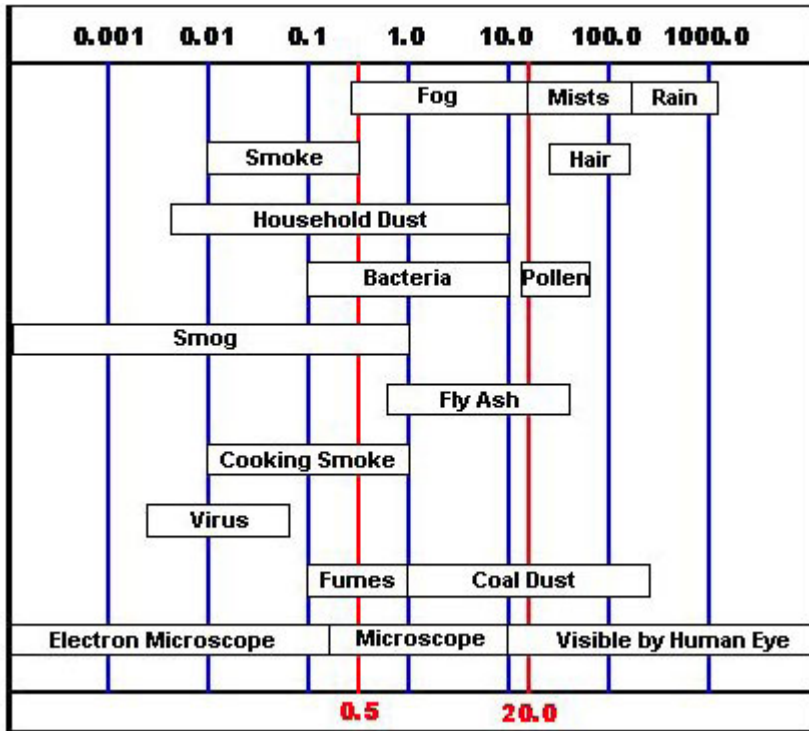 0.001 0.01 0.1 1.0 10.0 100.0 1000.0
Fog Mists Rain
Smoke Hair
Household Dust
Bacteria Pollen
Smog
Fly Ash
Cooking Smoke
Virus
Fumes Coal Dust
Electron Microscope Microscope Visible by Human Eye
0.5 20.0